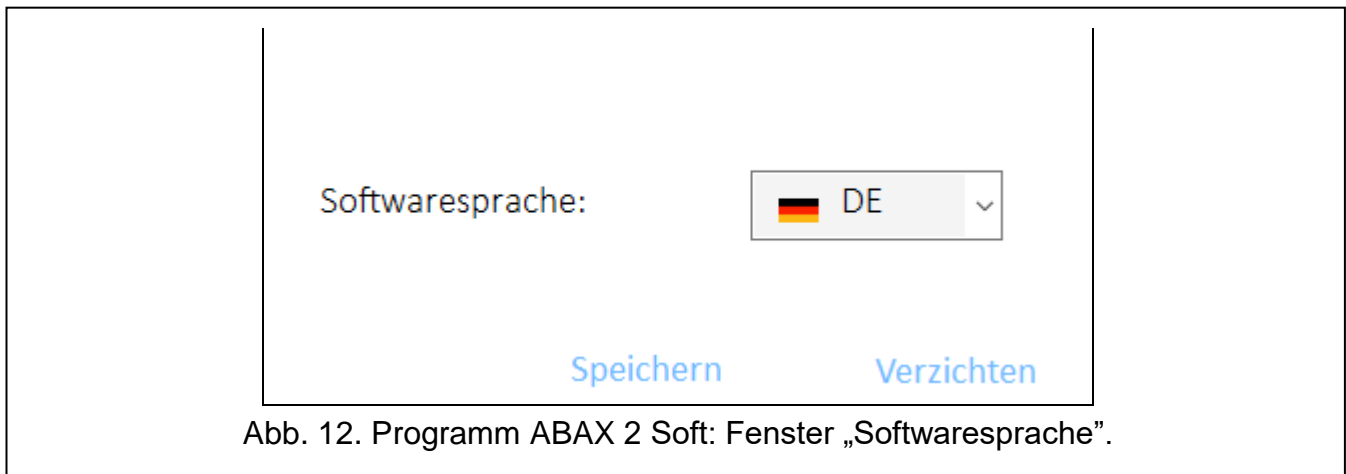 Softwaresprache: DE
Speichern Verzichten
Abb. 12. Programm ABAX 2 Soft: Fenster „Softwaresprache”.